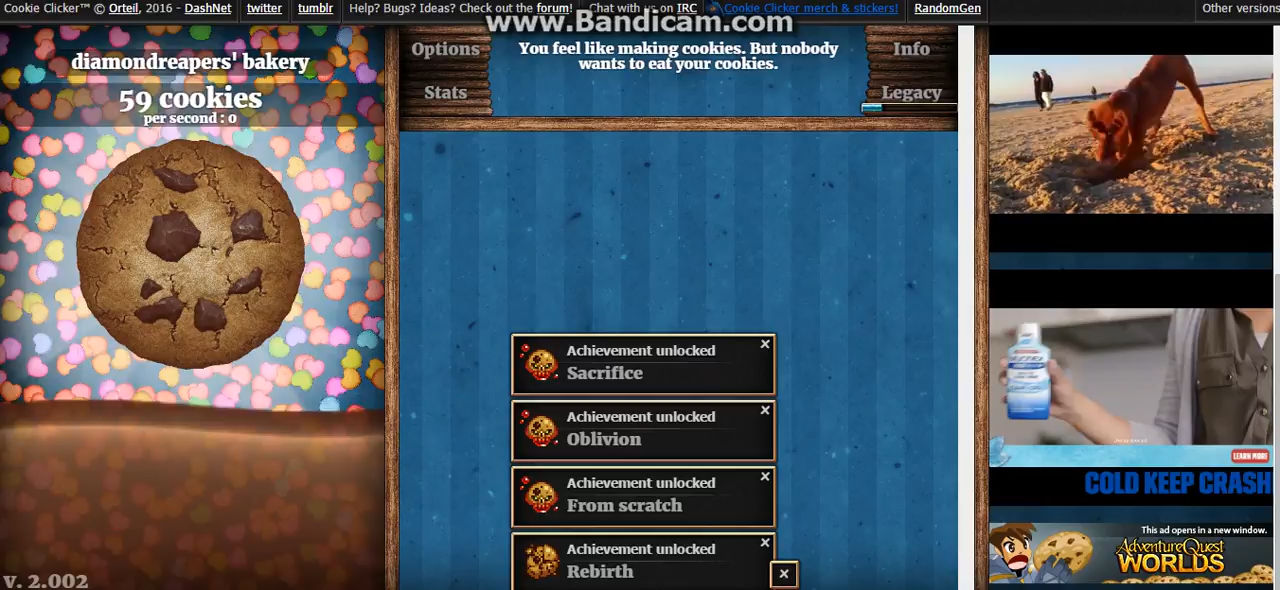 Cookie Clicker™ © Orteil, 2016 - DashNet
twitter
tumblr
Help? Bugs? Ideas? Check out the forum!
Chat with us on IRC
Cookie Clicker merch & stickers!
RandomGen
Other versions
www.Bandicam.com
diamondreapers' bakery
59 cookies
per second : 0
Options
Stats
You feel like making cookies. But nobody
wants to eat your cookies.
Info
Legacy
Achievement unlocked
Sacrifice
Achievement unlocked
Oblivion
Achievement unlocked
From scratch
Achievement unlocked
Rebirth
v. 2.002
LEARN MORE
COLD KEEP CRASH
This ad opens in a new window.
AdventureQuest
WORLDS